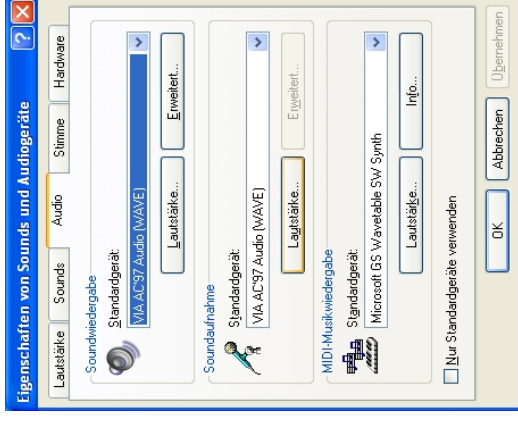 Eigenschaften von Sounds und Audiogeräte
Lautstärke Sounds Audio Stimme Hardware
Soundwiedergabe
Standardgerät:
VIA AC'97 Audio (WAVE)
Lautstärke... Erweitert...
Soundaufnahme
Standardgerät:
VIA AC'97 Audio (WAVE)
Lautstärke... Erweitert...
MIDI-Musikwiedergabe
Standardgerät:
Microsoft GS Wavetable SW Synth
Lautstärke... Info...
Nur Standardgeräte verwenden
OK Abbrechen Übernehmen